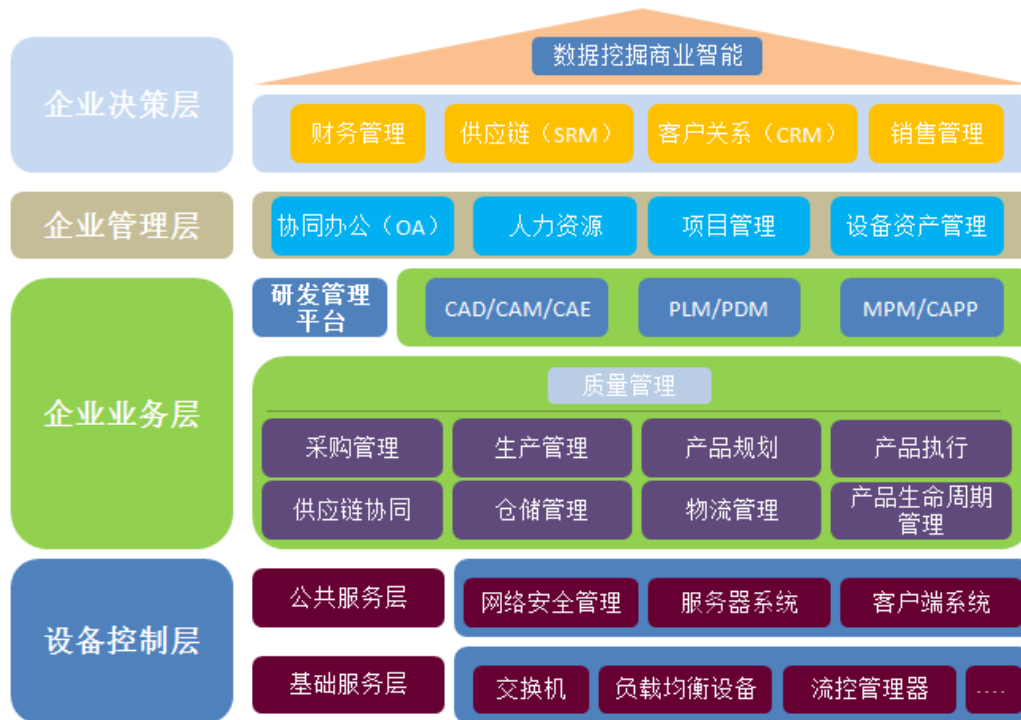 数据挖掘商业智能
企业决策层
财务管理
供应链（SRM）
客户关系（CRM）
销售管理
企业管理层
协同办公（OA）
人力资源
项目管理
设备资产管理
企业业务层
研发管理
平台
CAD/CAM/CAE
PLM/PDM
MPM/CAPP
质量管理
采购管理
生产管理
产品规划
产品执行
供应链协同
仓储管理
物流管理
产品生命周期
管理
设备控制层
公共服务层
网络安全管理
服务器系统
客户端系统
基础服务层
交换机
负载均衡设备
流控管理器
....